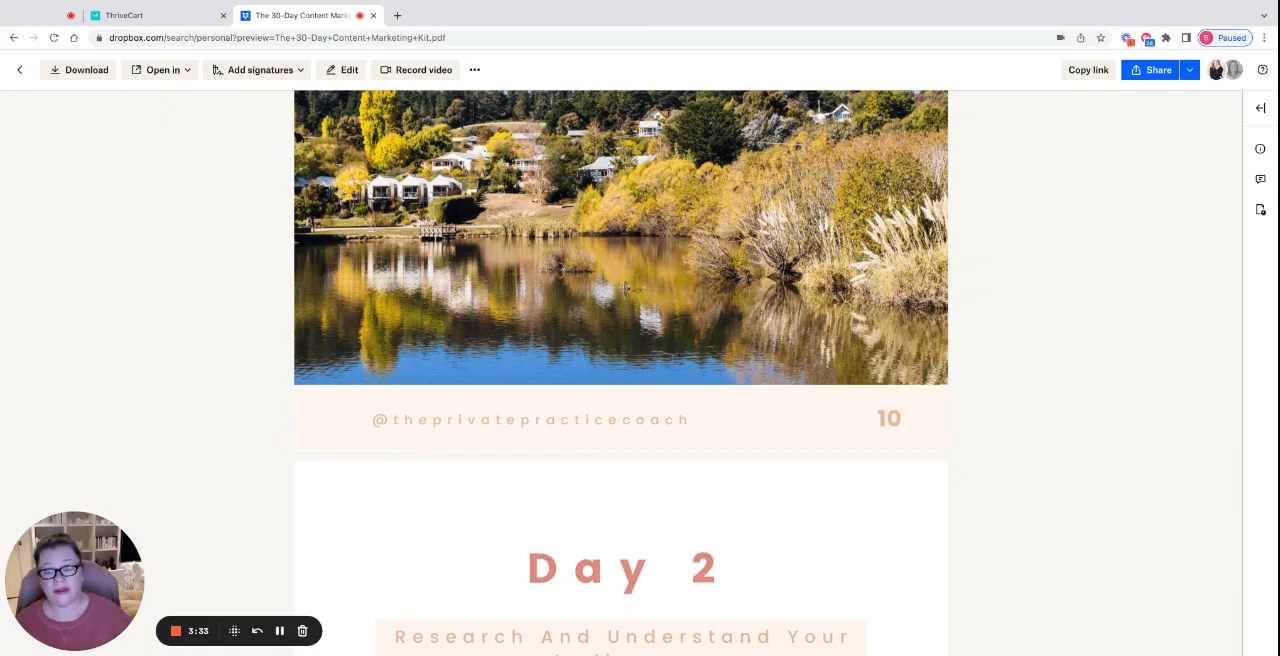 ThriveCart
The 30-Day Content Mark
dropbox.com/search/personal?preview=The+30-Day+Content+Marketing+Kit.pdf
B Paused
Download
Open in
Add signatures
Edit
Record video
Copy link
Share
@theprivatepracticecoach
10
Day 2
Research And Understand Your
3:33